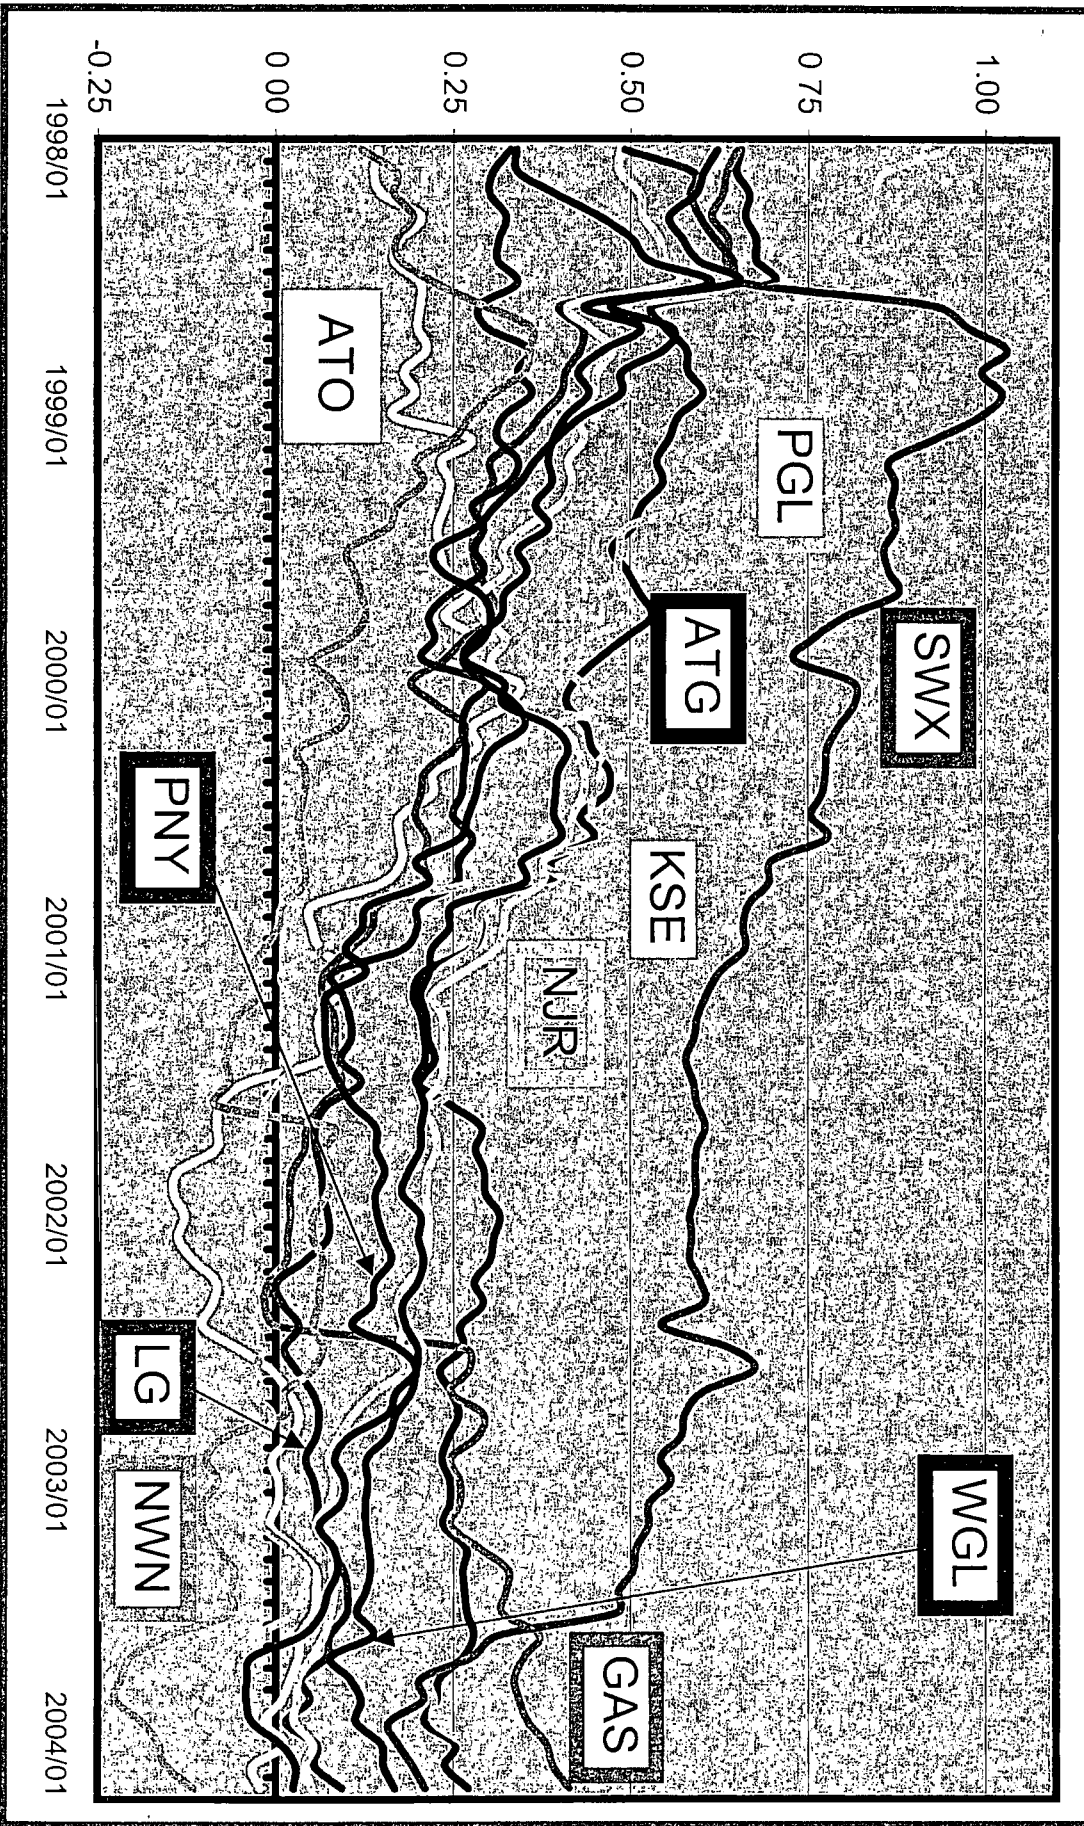 1.00
0 75
0.50
0.25
0 00
-0.25
1998/01
1999/01
2000/01
2001/01
2002/01
2003/01
2004/01
SWX
WGL
PGL
ATG
KSE
GAS
NJR
ATO
PNY
LG
NWN